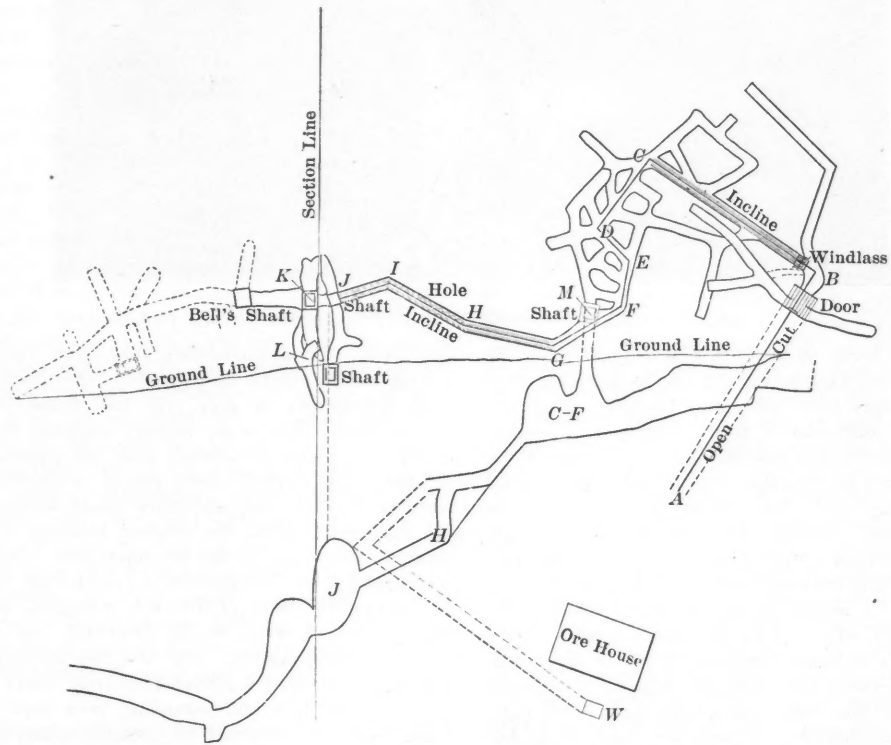 Section Line
C
Incline
Windlass
B
Door
D
E
K
J
I
Hole
M
Shaft
F
Bell's Shaft
Shaft
H
Incline
G
L
Ground Line
Shaft
Ground Line
Cut
C-F
Open
A
H
J
Ore House
W